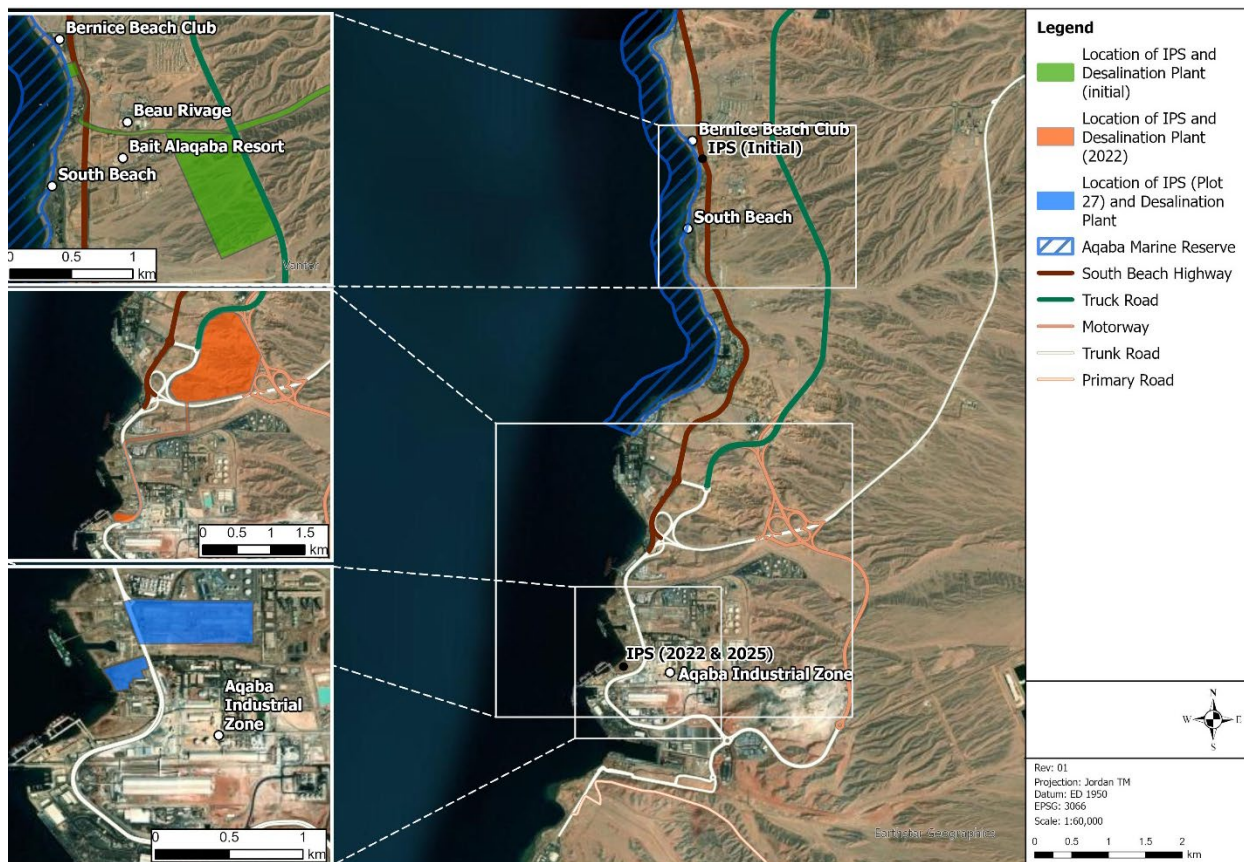 Bernice Beach Club
Beau Rivage
Bait Alaqaba Resort
South Beach
0 0.5 1
km
Vantor
0 0.5 1 1.5
km
Aqaba
Industrial
Zone
0 0.5 1
km
Bernice Beach Club
IPS (Initial)
South Beach
IPS (2022 & 2025)
Aqaba Industrial Zone
Earthstar Geographics
Legend
Location of IPS and
Desalination Plant
(initial)
Location of IPS and
Desalination Plant
(2022)
Location of IPS (Plot
27) and Desalination
Plant
Aqaba Marine Reserve
South Beach Highway
Truck Road
Motorway
Trunk Road
Primary Road
N
W E
S
Rev: 01
Projection: Jordan TM
Datum: ED 1950
EPSG: 3066
Scale: 1:60,000
0 0.5 1 2
km